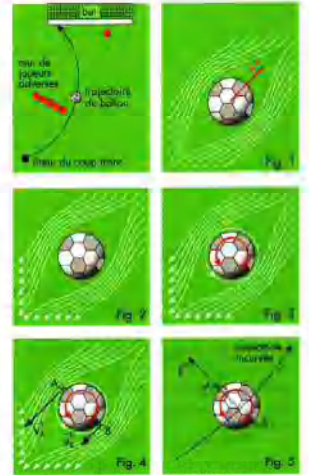 but
mur de
joueurs
adverses
trajectoire
du ballon
tireur du coup franc
Fig. 1
Fig. 2
Fig. 3
Fig. 4
trajectoire
incurvée
Fig. 5